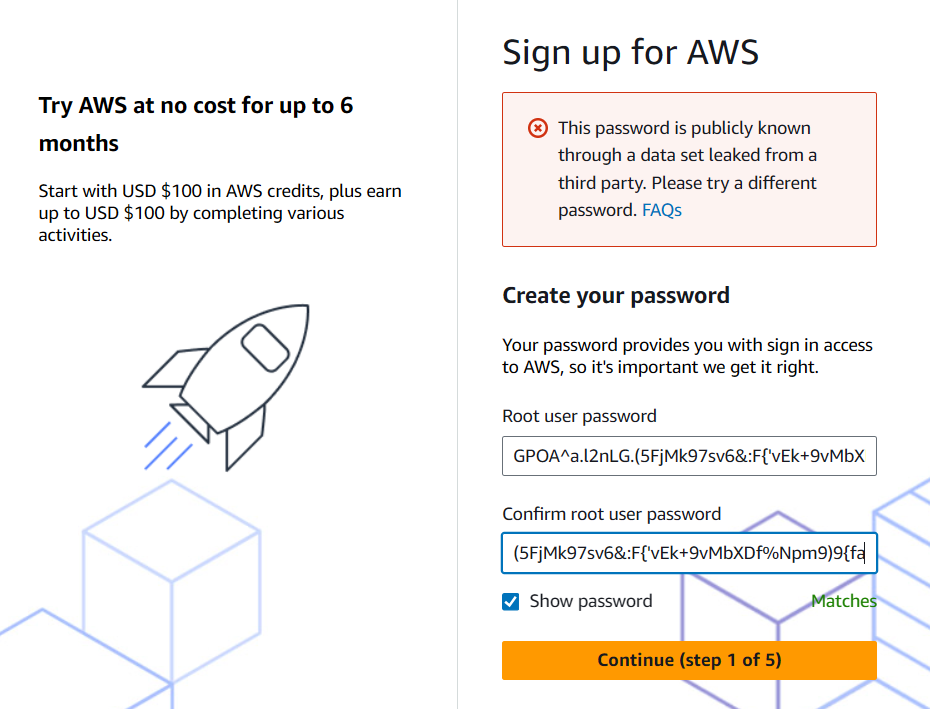 Sign up for AWS
Try AWS at no cost for up to 6
months
Start with USD $100 in AWS credits, plus earn
up to USD $100 by completing various
activities.
This password is publicly known
through a data set leaked from a
third party. Please try a different
password. FAQs
Create your password
Your password provides you with sign in access
to AWS, so it's important we get it right.
Root user password
GPOA^a.l2nLG.(5FjMk97sv6&:F{'vEk+9vMbX
Confirm root user password
(5FjMk97sv6&:F{'vEk+9vMbXDf%Npm9)9{fa
Show password
Matches
Continue (step 1 of 5)